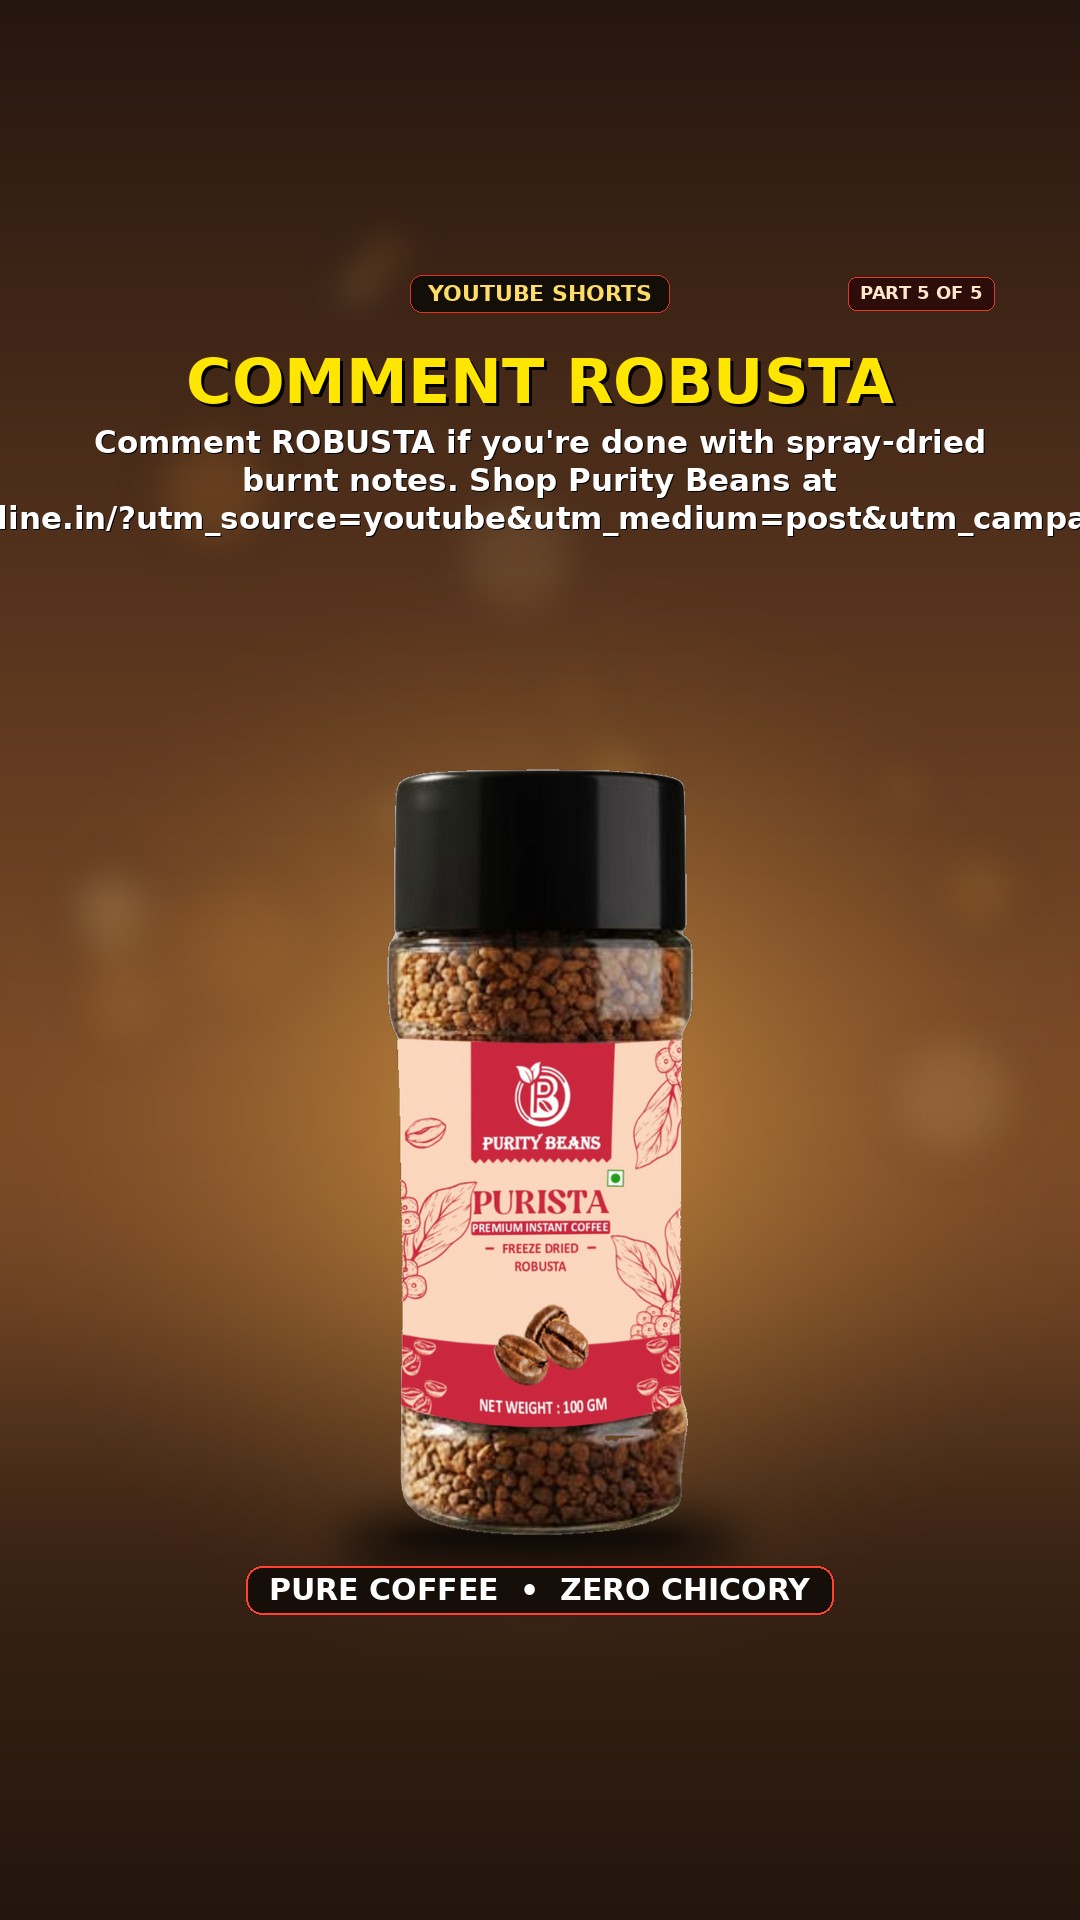 YOUTUBE SHORTS
PART 5 OF 5
COMMENT ROBUSTA
Comment ROBUSTA if you're done with spray-dried
burnt notes. Shop Purity Beans at
line.in/?utm_source=youtube&utm_medium=post&utm_campa
PURITY BEANS
PURISTA
PREMIUM INSTANT COFFEE
– FREEZE DRIED –
ROBUSTA
NET WEIGHT : 100 GM
PURE COFFEE • ZERO CHICORY